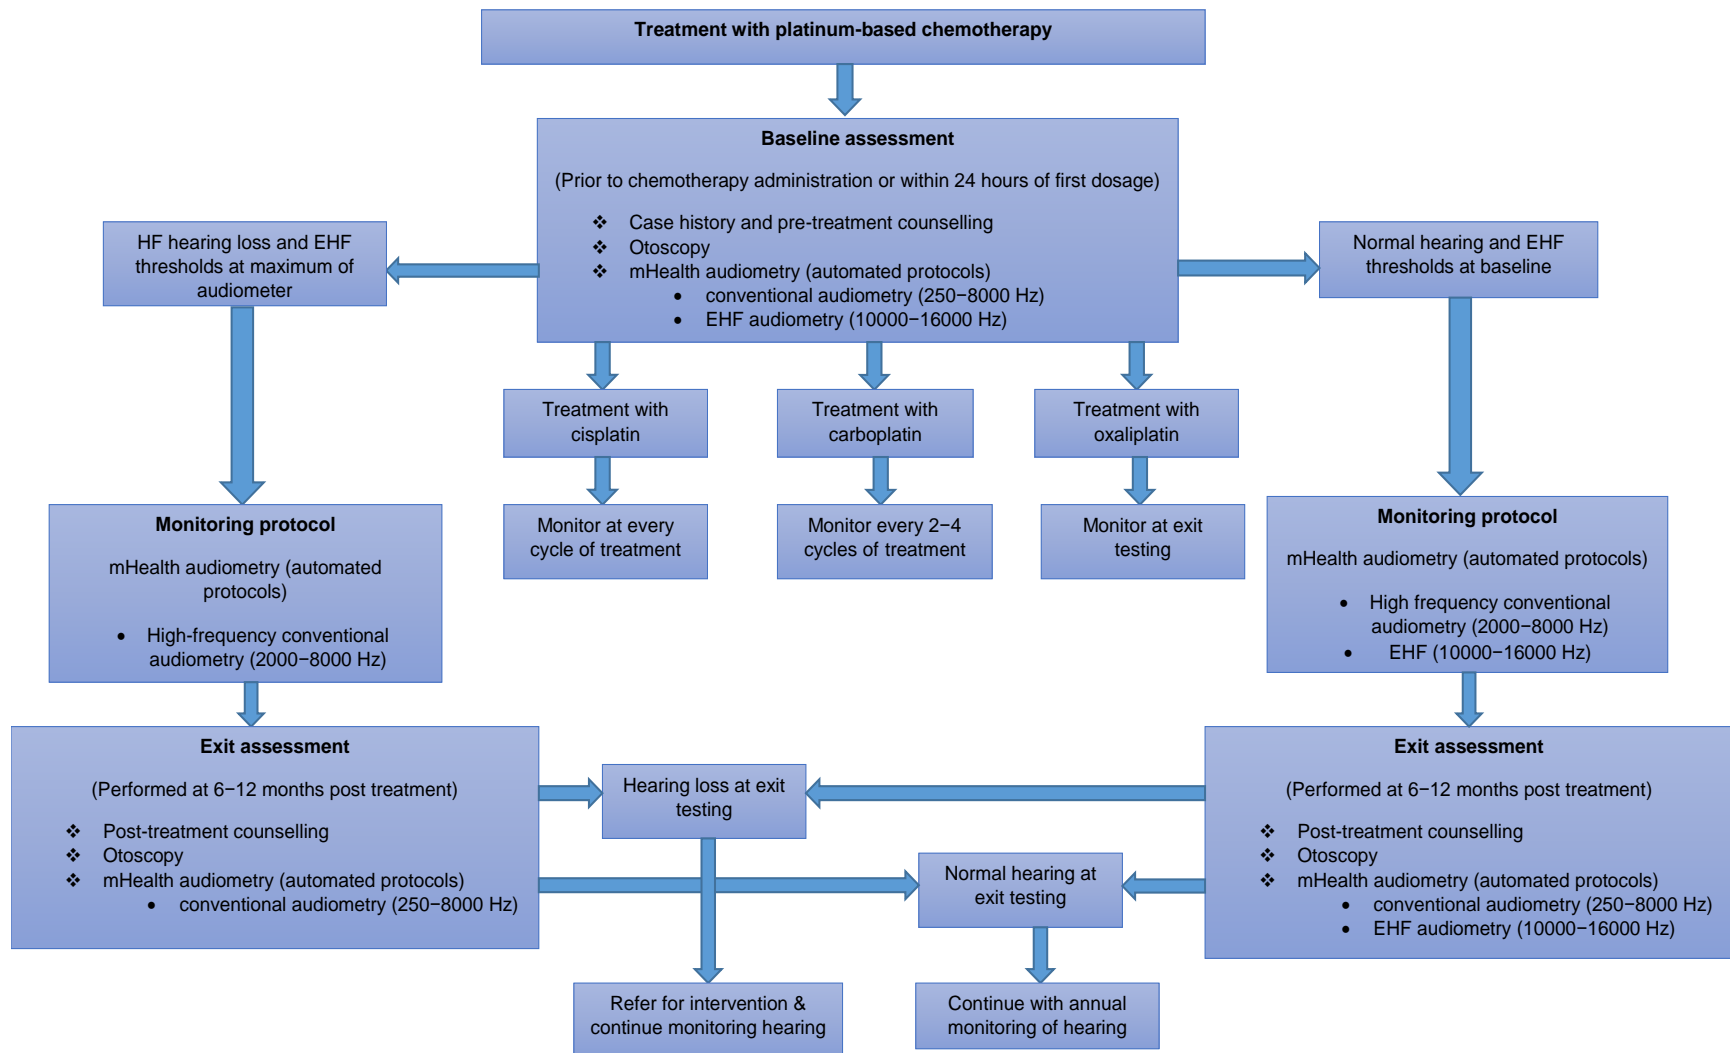 Treatment with platinum-based chemotherapy
Baseline assessment
(Prior to chemotherapy administration or within 24 hours of first dosage)
❖ Case history and pre-treatment counselling
❖ Otoscopy
❖ mHealth audiometry (automated protocols)
• conventional audiometry (250−8000 Hz)
• EHF audiometry (10000−16000 Hz)
HF hearing loss and EHF
thresholds at maximum of
audiometer
Normal hearing and EHF
thresholds at baseline
Treatment with
cisplatin
Treatment with
carboplatin
Treatment with
oxaliplatin
Monitor at every
cycle of treatment
Monitor every 2−4
cycles of treatment
Monitor at exit
testing
Monitoring protocol
mHealth audiometry (automated
protocols)
• High-frequency conventional
audiometry (2000−8000 Hz)
Monitoring protocol
mHealth audiometry (automated protocols)
• High frequency conventional
audiometry (2000−8000 Hz)
• EHF (10000−16000 Hz)
Exit assessment
(Performed at 6−12 months post treatment)
❖ Post-treatment counselling
❖ Otoscopy
❖ mHealth audiometry (automated protocols)
• conventional audiometry (250−8000 Hz)
Hearing loss at exit
testing
Normal hearing at
exit testing
Exit assessment
(Performed at 6−12 months post treatment)
❖ Post-treatment counselling
❖ Otoscopy
❖ mHealth audiometry (automated protocols)
• conventional audiometry (250−8000 Hz)
• EHF audiometry (10000−16000 Hz)
Refer for intervention &
continue monitoring hearing
Continue with annual
monitoring of hearing